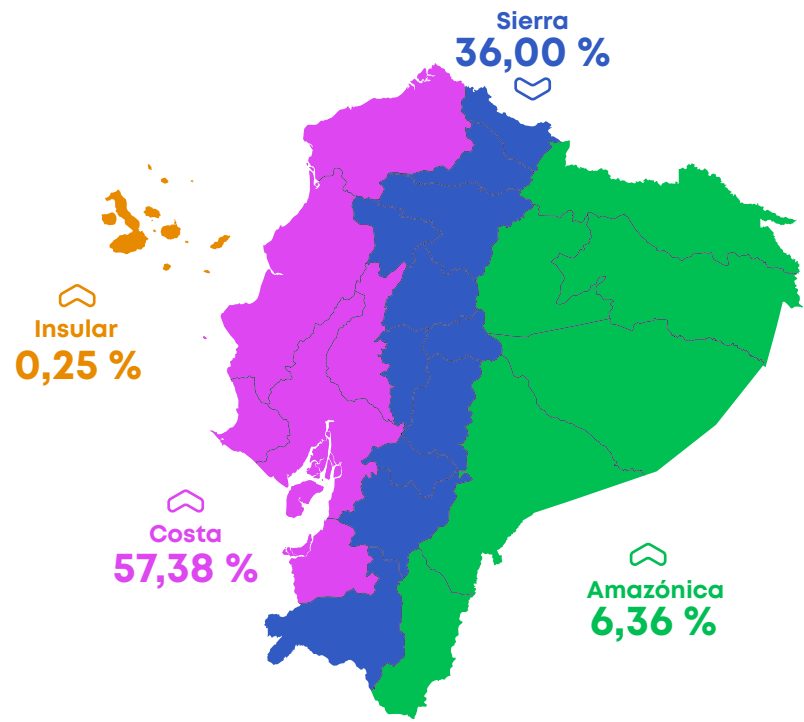 Sierra
36,00 %
Insular
0,25 %
Costa
57,38 %
Amazónica
6,36 %